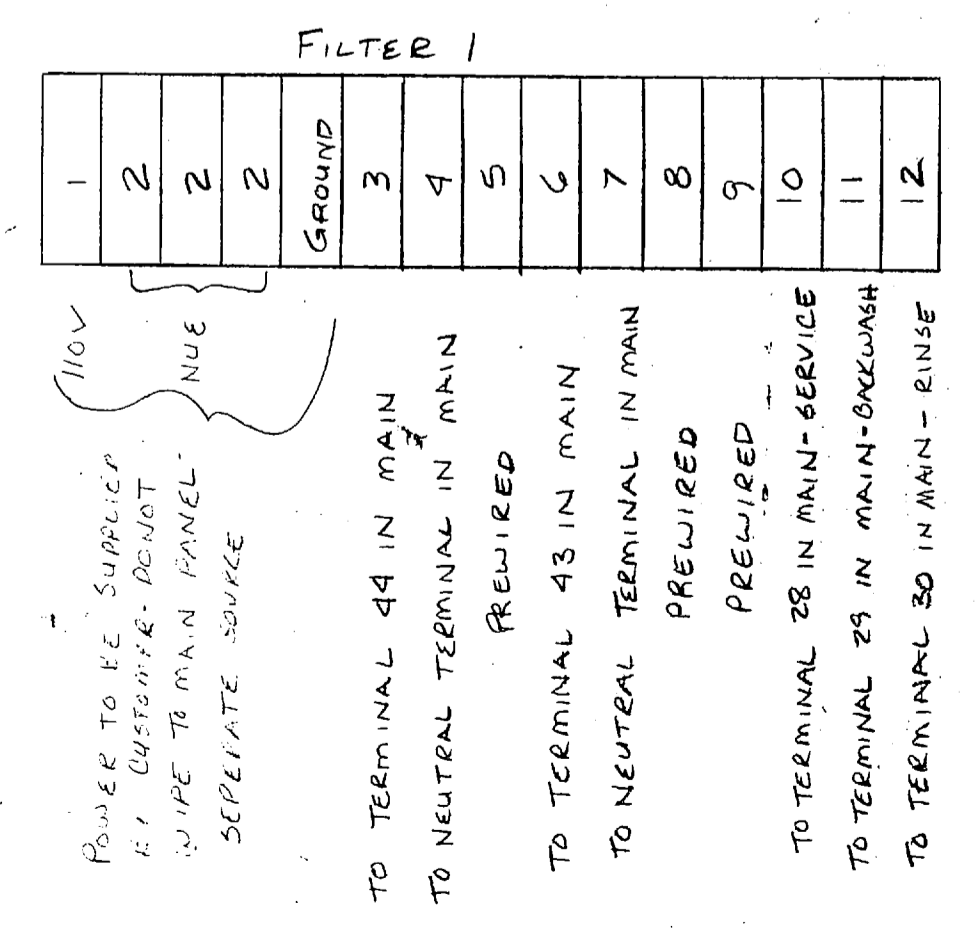 FILTER 1
1
2
2
2
GROUND
3
4
5
6
7
8
9
10
11
12
110V
NUE
POWER TO BE SUPPLIED
BY CUSTOMER - DONOT
WIRE TO MAIN PANEL -
SEPERATE SOURCE
TO TERMINAL 44 IN MAIN
TO NEUTRAL TERMINAL IN MAIN
PREWIRED
TO TERMINAL 43 IN MAIN
TO NEUTRAL TERMINAL IN MAIN
PREWIRED
PREWIRED
TO TERMINAL 28 IN MAIN - SERVICE
TO TERMINAL 29 IN MAIN - BACKWASH
TO TERMINAL 30 IN MAIN - RINSE